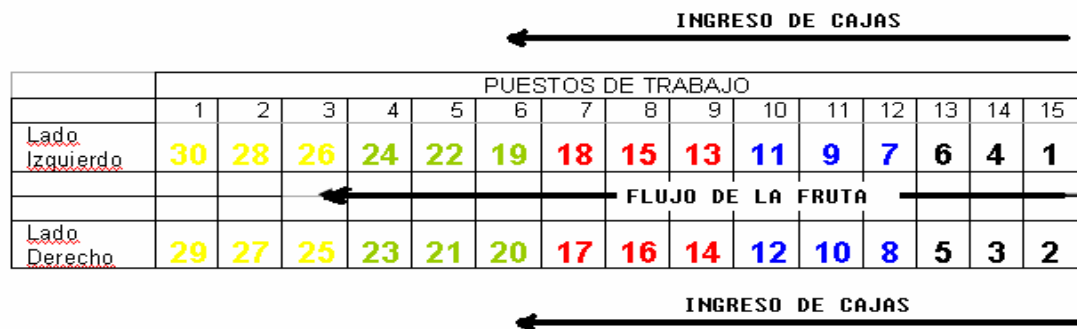 INGRESO DE CAJAS
PUESTOS DE TRABAJO
1 2 3 4 5 6 7 8 9 10 11 12 13 14 15
Lado
Izquierdo 30 28 26 24 22 19 18 15 13 11 9 7 6 4 1
FLUJO DE LA FRUTA
Lado
Derecho 29 27 25 23 21 20 17 16 14 12 10 8 5 3 2
INGRESO DE CAJAS